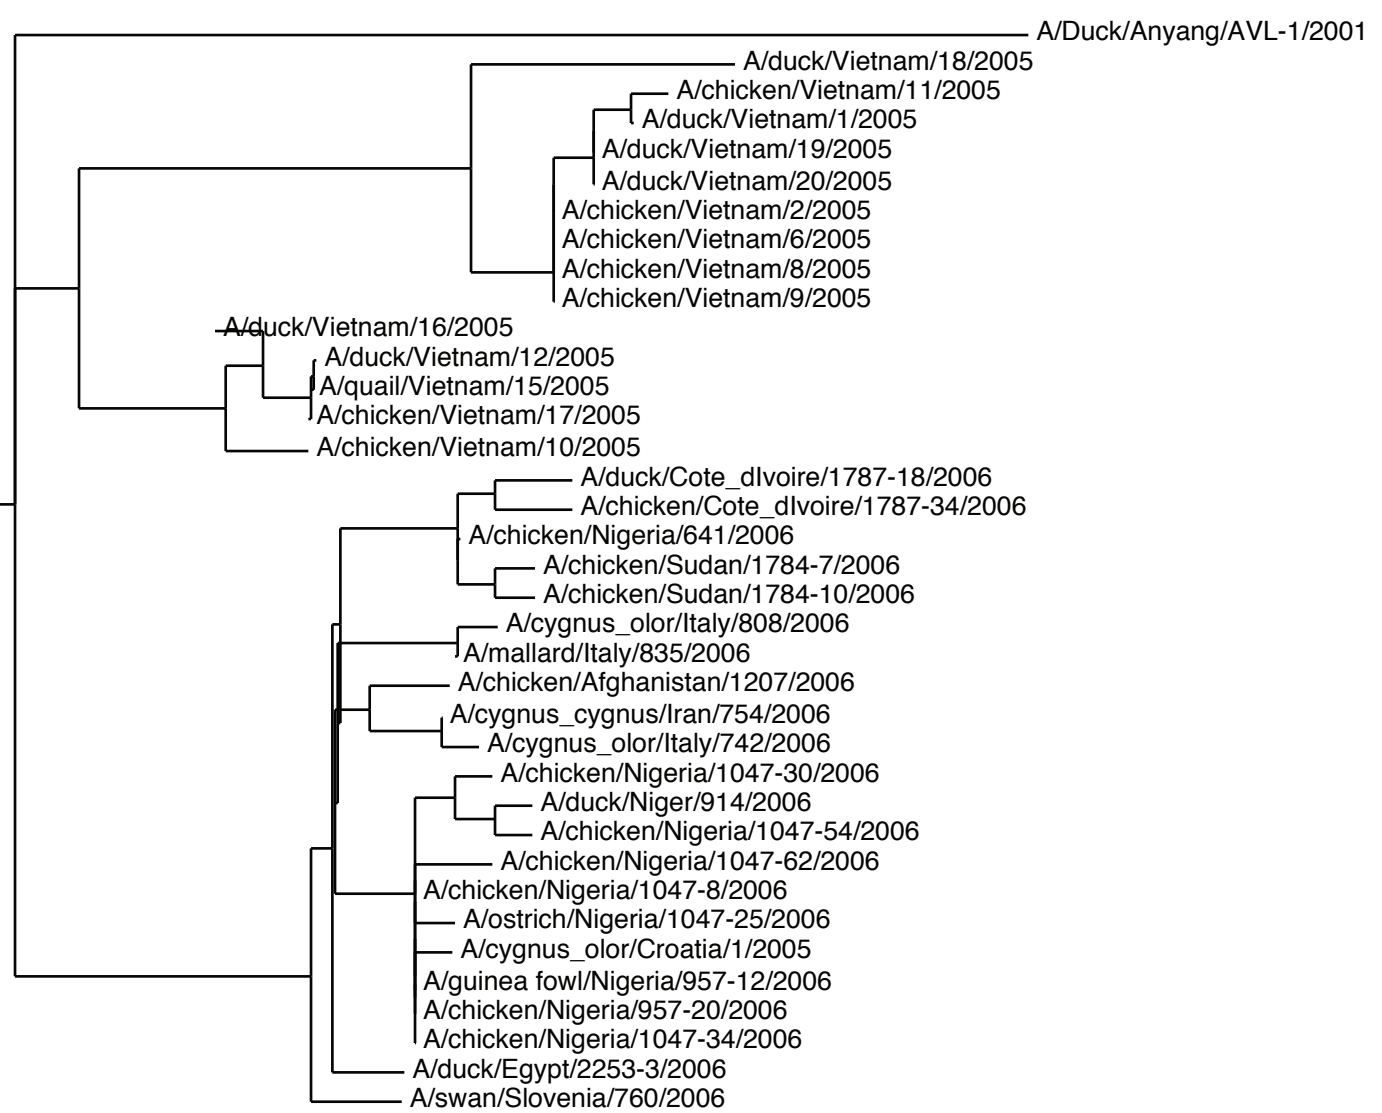 A/Duck/Anyang/AVL-1/2001
A/duck/Vietnam/18/2005
A/chicken/Vietnam/11/2005
A/duck/Vietnam/1/2005
A/duck/Vietnam/19/2005
A/duck/Vietnam/20/2005
A/chicken/Vietnam/2/2005
A/chicken/Vietnam/6/2005
A/chicken/Vietnam/8/2005
A/chicken/Vietnam/9/2005
A/duck/Vietnam/16/2005
A/duck/Vietnam/12/2005
A/quail/Vietnam/15/2005
A/chicken/Vietnam/17/2005
A/chicken/Vietnam/10/2005
A/duck/Cote_dIvoire/1787-18/2006
A/chicken/Cote_dIvoire/1787-34/2006
A/chicken/Nigeria/641/2006
A/chicken/Sudan/1784-7/2006
A/chicken/Sudan/1784-10/2006
A/cygnus_olor/Italy/808/2006
A/mallard/Italy/835/2006
A/chicken/Afghanistan/1207/2006
A/cygnus_cygnus/Iran/754/2006
A/cygnus_olor/Italy/742/2006
A/chicken/Nigeria/1047-30/2006
A/duck/Niger/914/2006
A/chicken/Nigeria/1047-54/2006
A/chicken/Nigeria/1047-62/2006
A/chicken/Nigeria/1047-8/2006
A/ostrich/Nigeria/1047-25/2006
A/cygnus_olor/Croatia/1/2005
A/guinea fowl/Nigeria/957-12/2006
A/chicken/Nigeria/957-20/2006
A/chicken/Nigeria/1047-34/2006
A/duck/Egypt/2253-3/2006
A/swan/Slovenia/760/2006